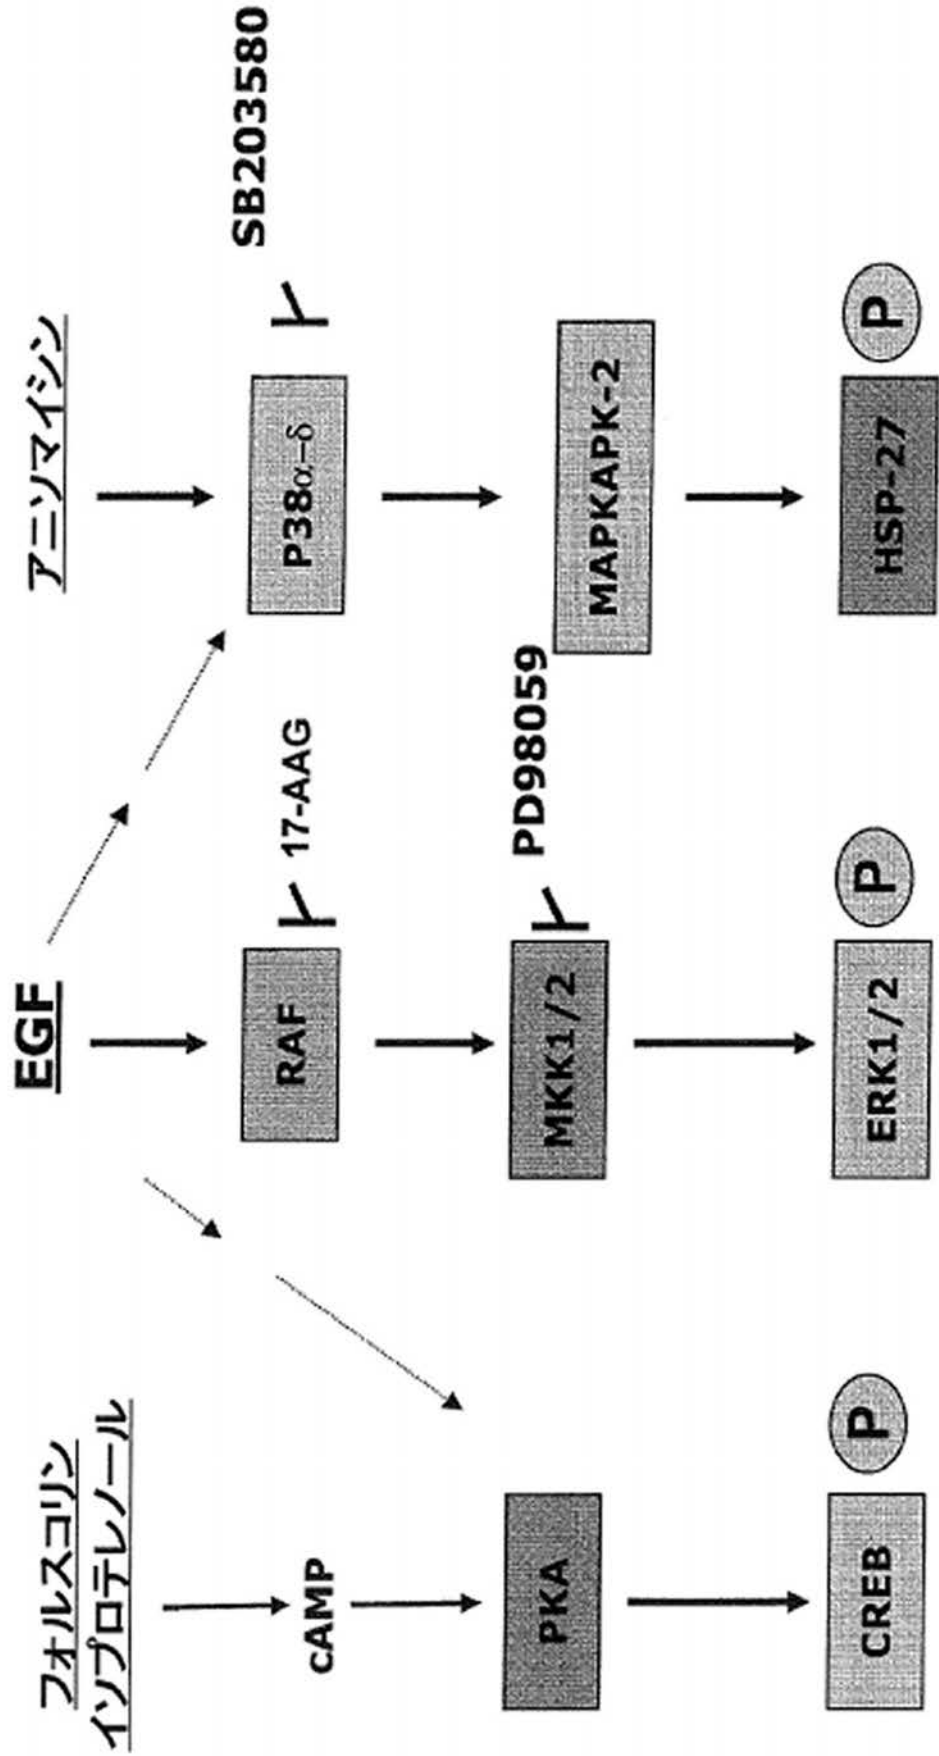 フォルスコリン
イソプロテレノール
EGF
アニソマイシン
cAMP
RAF
17-AAG
P38α–δ
SB203580
PKA
MKK1/2
PD98059
MAPKAPK-2
CREB
P
ERK1/2
P
HSP-27
P